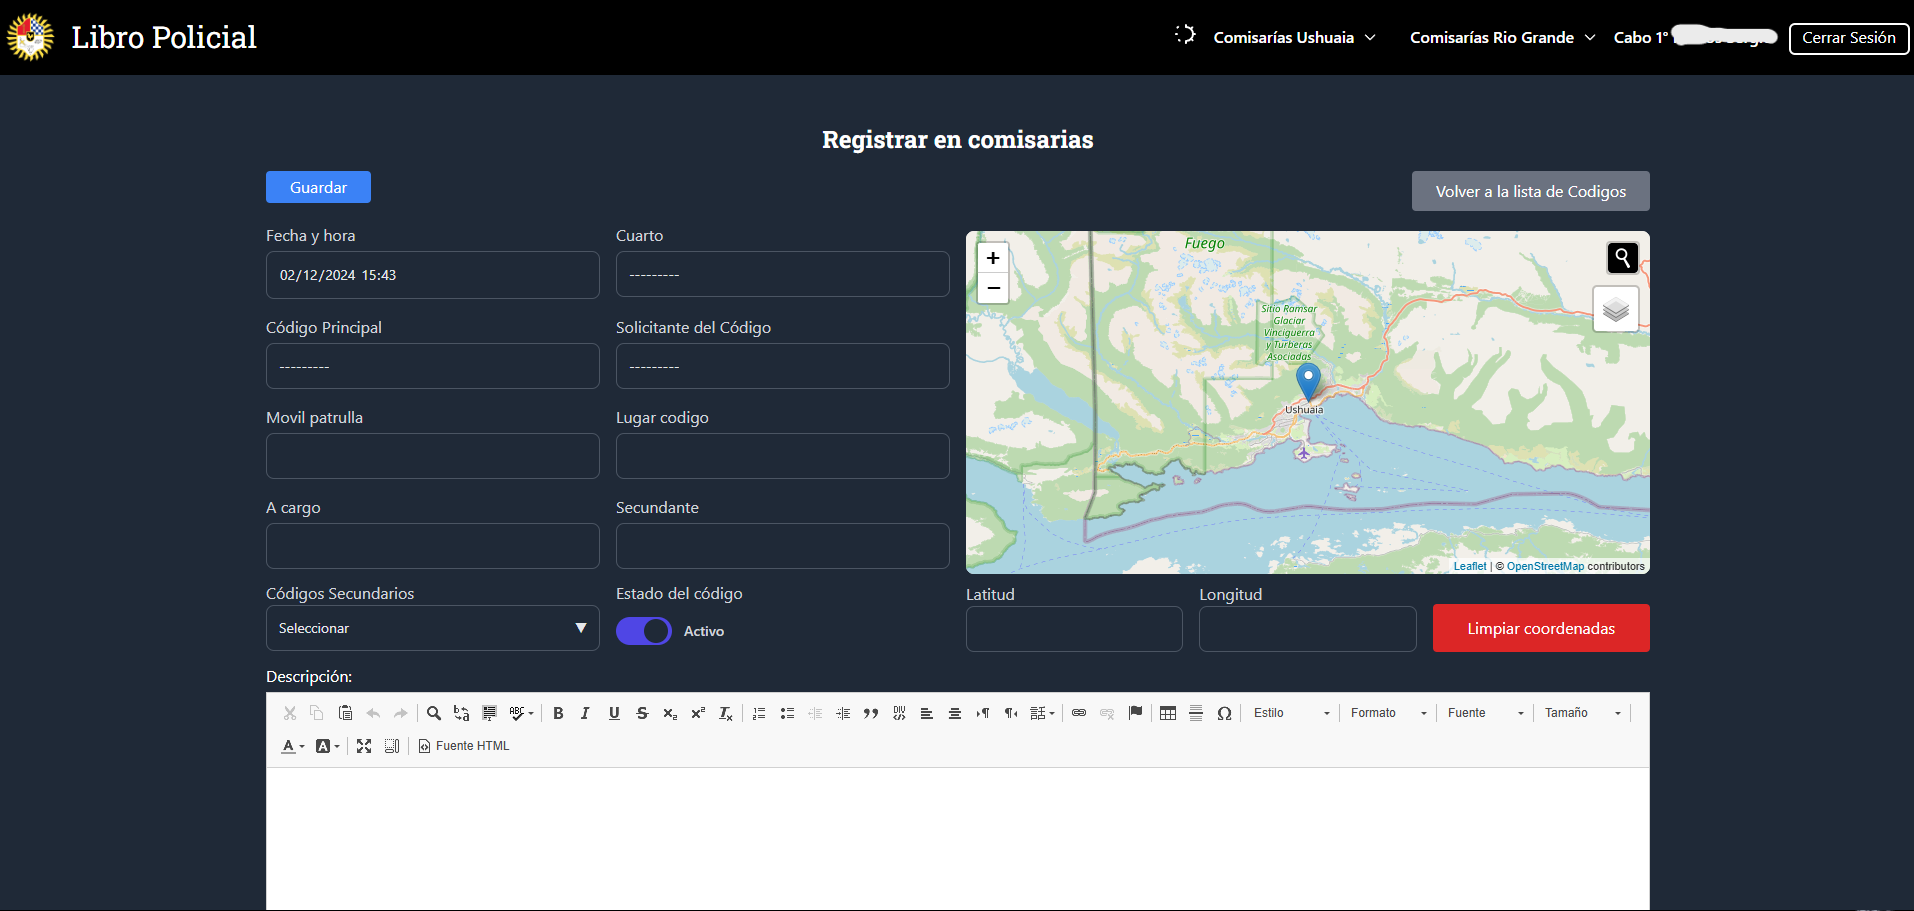 Libro Policial
Comisarías Ushuaia
Comisarías Rio Grande
Cabo 1°
Cerrar Sesión
Registrar en comisarias
Guardar
Volver a la lista de Codigos
Fecha y hora
Cuarto
02/12/2024 15:43
---------
Código Principal
Solicitante del Código
---------
---------
Movil patrulla
Lugar codigo
A cargo
Secundante
Códigos Secundarios
Estado del código
Seleccionar
Activo
+
−
Fuego
Sitio Ramsar
Glaciar
Vinciguerra
y Turberas
Asociadas
Ushuaia
Leaflet | © OpenStreetMap contributors
Latitud
Longitud
Limpiar coordenadas
Descripción:
Estilo
Formato
Fuente
Tamaño
Fuente HTML